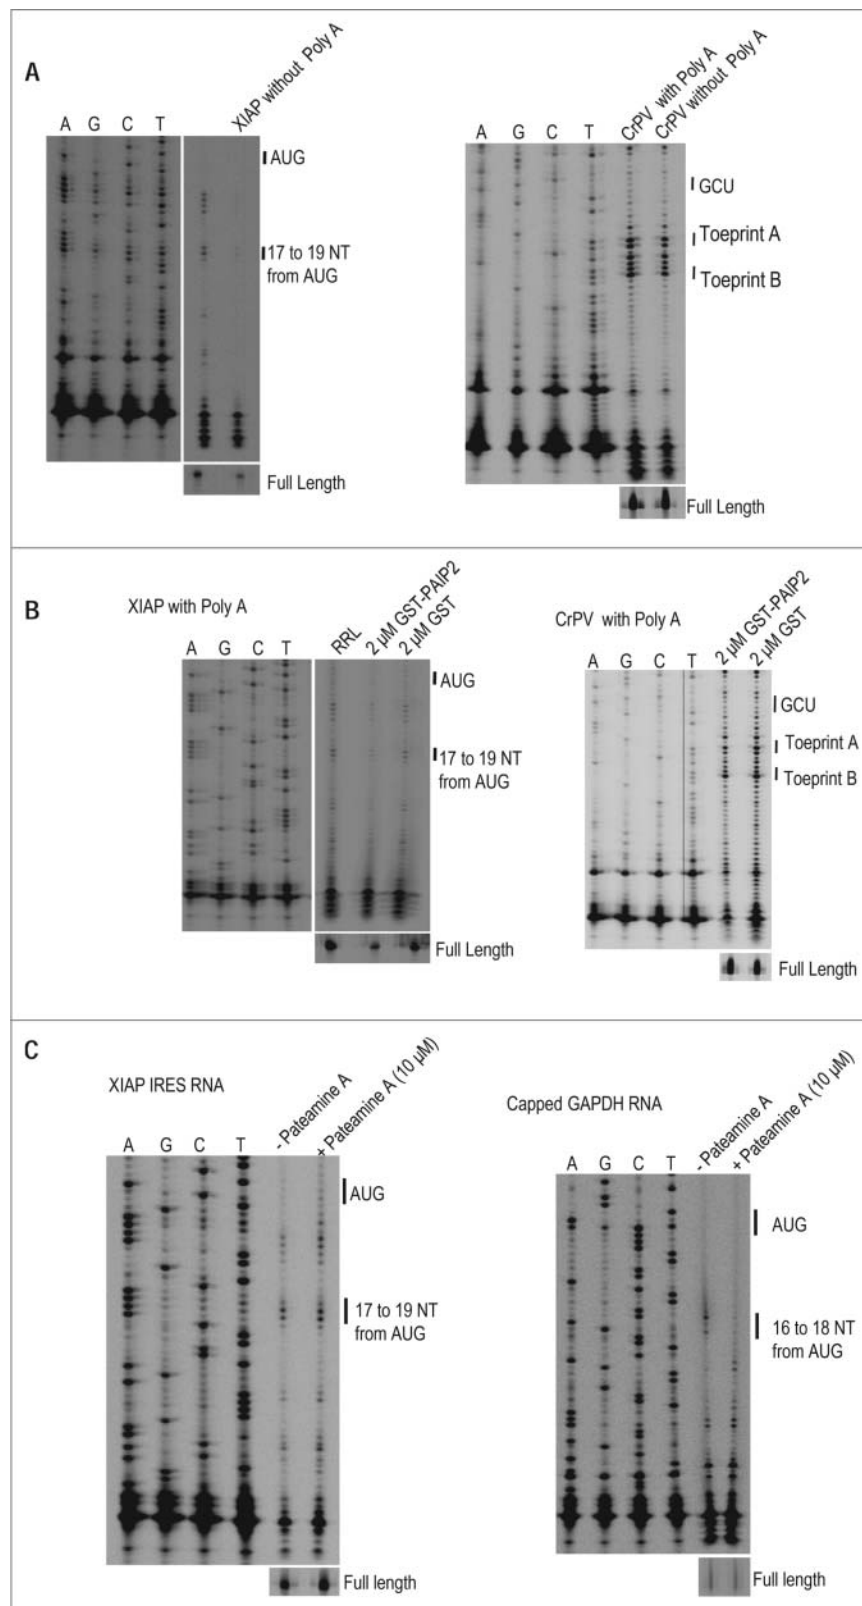 A
XIAP without Poly A
A G C T
AUG
17 to 19 NT
from AUG
Full Length
CrPV with Poly A
CrPV without Poly A
A G C T
GCU
Toeprint A
Toeprint B
Full Length
B
XIAP with Poly A
A G C T
RRL
2 µM GST-PAIP2
2 µM GST
AUG
17 to 19 NT
from AUG
Full Length
CrPV with Poly A
A G C T
2 µM GST-PAIP2
2 µM GST
GCU
Toeprint A
Toeprint B
Full Length
C
XIAP IRES RNA
A G C T
- Pateamine A
+ Pateamine A (10 µM)
AUG
17 to 19 NT
from AUG
Full length
Capped GAPDH RNA
A G C T
- Pateamine A
+ Pateamine A (10 µM)
AUG
16 to 18 NT
from AUG
Full length